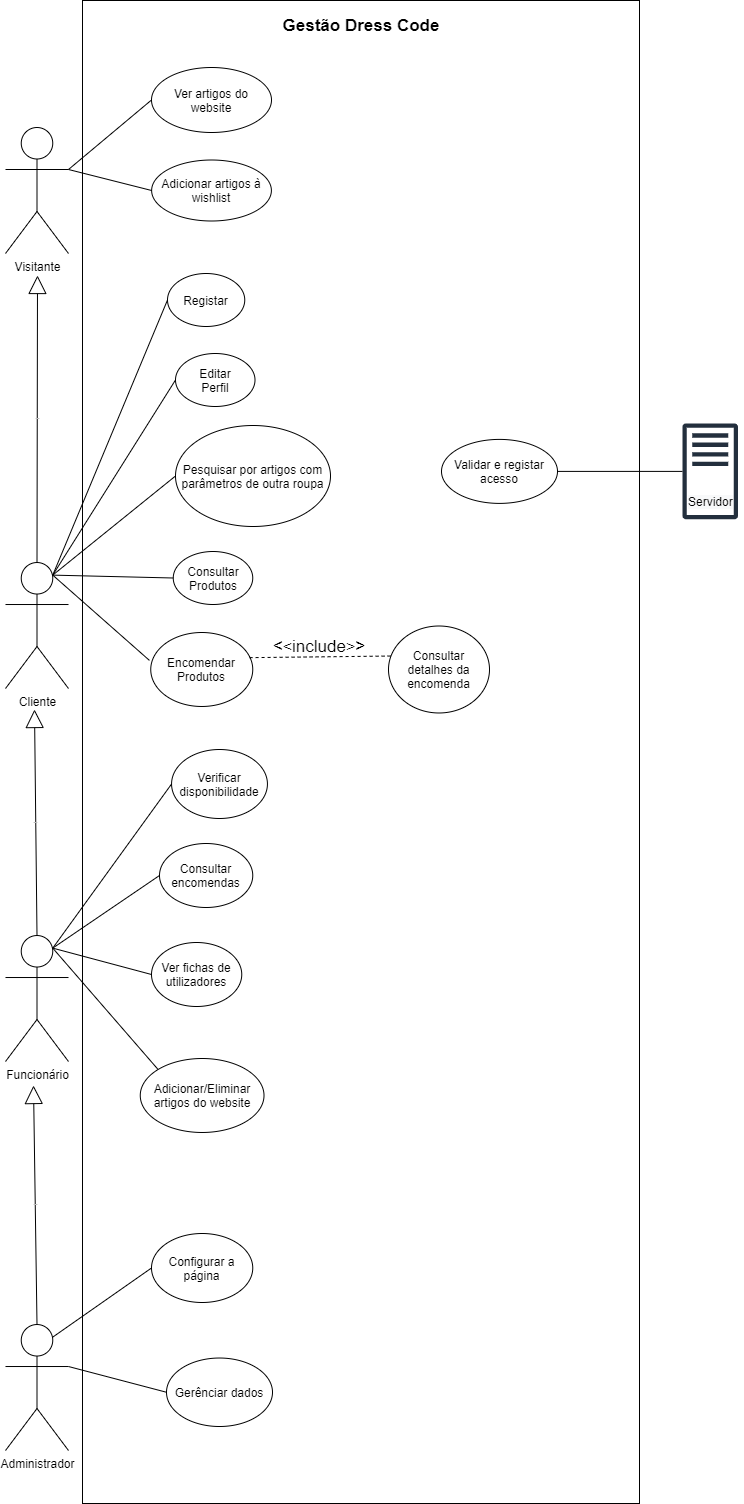 Gestão Dress Code
Ver artigos do
website
Adicionar artigos à
wishlist
Visitante
Registar
Editar
Perfil
Pesquisar por artigos com
parâmetros de outra roupa
Validar e registar
acesso
Servidor
Consultar
Produtos
Encomendar
Produtos
<<include>>
Consultar
detalhes da
encomenda
Cliente
Verificar
disponibilidade
Consultar
encomendas
Ver fichas de
utilizadores
Funcionário
Adicionar/Eliminar
artigos do website
Configurar a
página
Gerênciar dados
Administrador